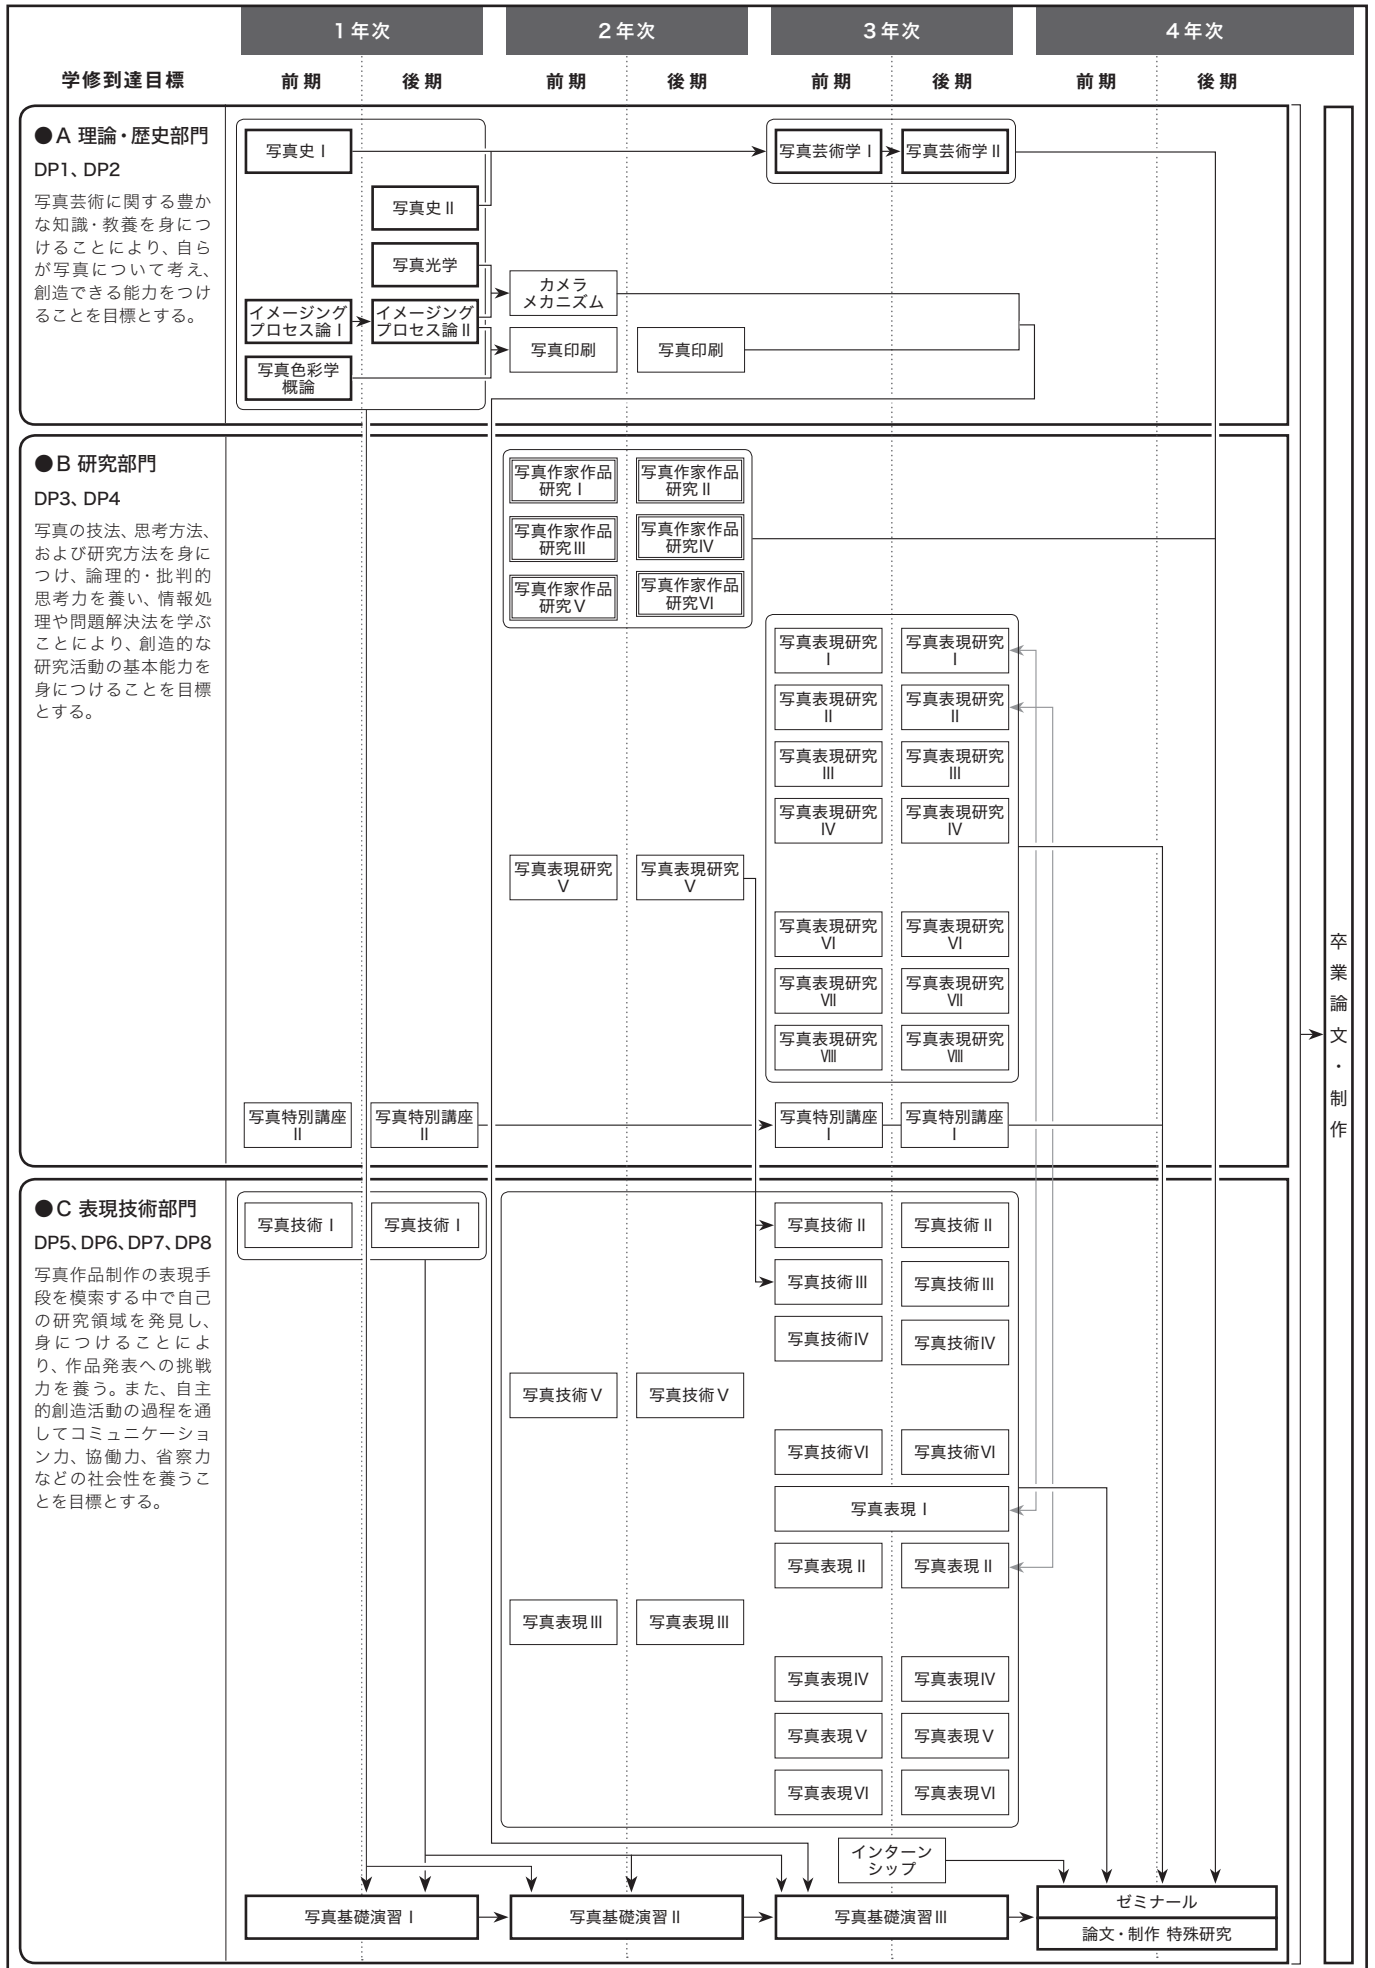 1年次
2年次
3年次
4年次
学修到達目標
前期
後期
前期
後期
前期
後期
前期
後期
●A 理論・歴史部門
DP1、DP2
写真芸術に関する豊か
な知識・教養を身につ
けることにより、自ら
が写真について考え、
創造できる能力をつけ
ることを目標とする。
写真史Ⅰ
写真芸術学Ⅰ
写真芸術学Ⅱ
写真史Ⅱ
写真光学
カメラ
メカニズム
イメージング
プロセス論Ⅰ
イメージング
プロセス論Ⅱ
写真印刷
写真印刷
写真色彩学
概論
●B 研究部門
DP3、DP4
写真の技法、思考方法、
および研究方法を身に
つけ、論理的・批判的
思考力を養い、情報処
理や問題解決法を学ぶ
ことにより、創造的な
研究活動の基本能力を
身につけることを目標
とする。
写真作家作品
研究Ⅰ
写真作家作品
研究Ⅱ
写真作家作品
研究Ⅲ
写真作家作品
研究Ⅳ
写真作家作品
研究Ⅴ
写真作家作品
研究Ⅵ
写真表現研究
Ⅰ
写真表現研究
Ⅰ
写真表現研究
Ⅱ
写真表現研究
Ⅱ
写真表現研究
Ⅲ
写真表現研究
Ⅲ
写真表現研究
Ⅳ
写真表現研究
Ⅳ
写真表現研究
Ⅴ
写真表現研究
Ⅴ
写真表現研究
Ⅵ
写真表現研究
Ⅵ
写真表現研究
Ⅶ
写真表現研究
Ⅶ
写真表現研究
Ⅷ
写真表現研究
Ⅷ
写真特別講座
Ⅱ
写真特別講座
Ⅱ
写真特別講座
Ⅰ
写真特別講座
Ⅰ
●C 表現技術部門
DP5、DP6、DP7、DP8
写真作品制作の表現手
段を模索する中で自己
の研究領域を発見し、
身につけることによ
り、作品発表への挑戦
力を養う。また、自主
的創造活動の過程を通
してコミュニケーショ
ン力、協働力、省察力
などの社会性を養うこ
とを目標とする。
写真技術Ⅰ
写真技術Ⅰ
写真技術Ⅱ
写真技術Ⅱ
写真技術Ⅲ
写真技術Ⅲ
写真技術Ⅳ
写真技術Ⅳ
写真技術Ⅴ
写真技術Ⅴ
写真技術Ⅵ
写真技術Ⅵ
写真表現Ⅰ
写真表現Ⅱ
写真表現Ⅱ
写真表現Ⅲ
写真表現Ⅲ
写真表現Ⅳ
写真表現Ⅳ
写真表現Ⅴ
写真表現Ⅴ
写真表現Ⅵ
写真表現Ⅵ
インターン
シップ
写真基礎演習Ⅰ
写真基礎演習Ⅱ
写真基礎演習Ⅲ
ゼミナール
論文・制作 特殊研究
卒業論文・制作